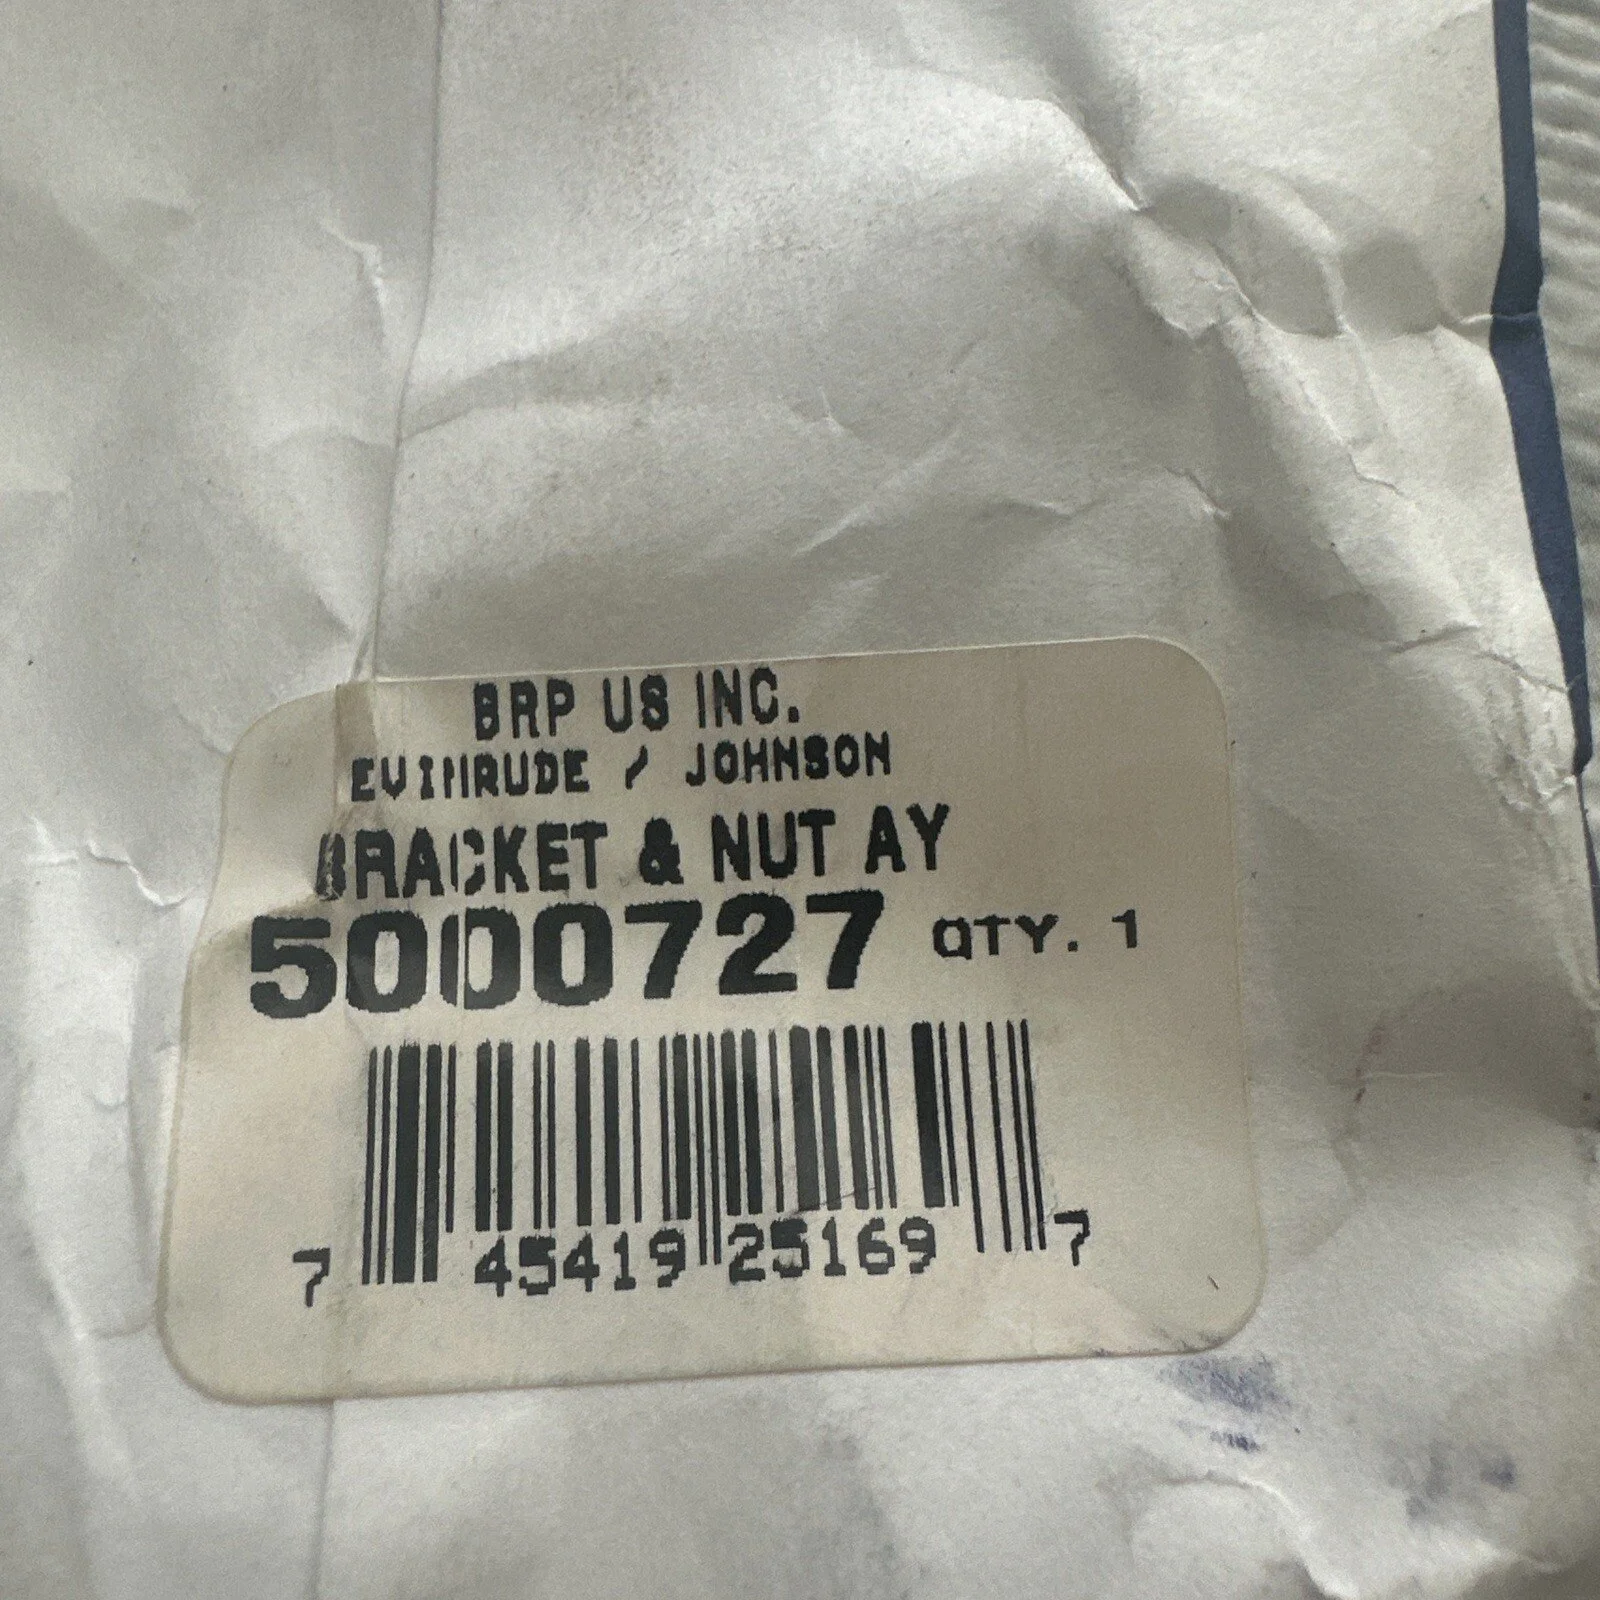 BRP US INC.
EVINRUDE / JOHNSON
BRACKET & NUT AY
5000727 QTY. 1
7 45419 25169 7